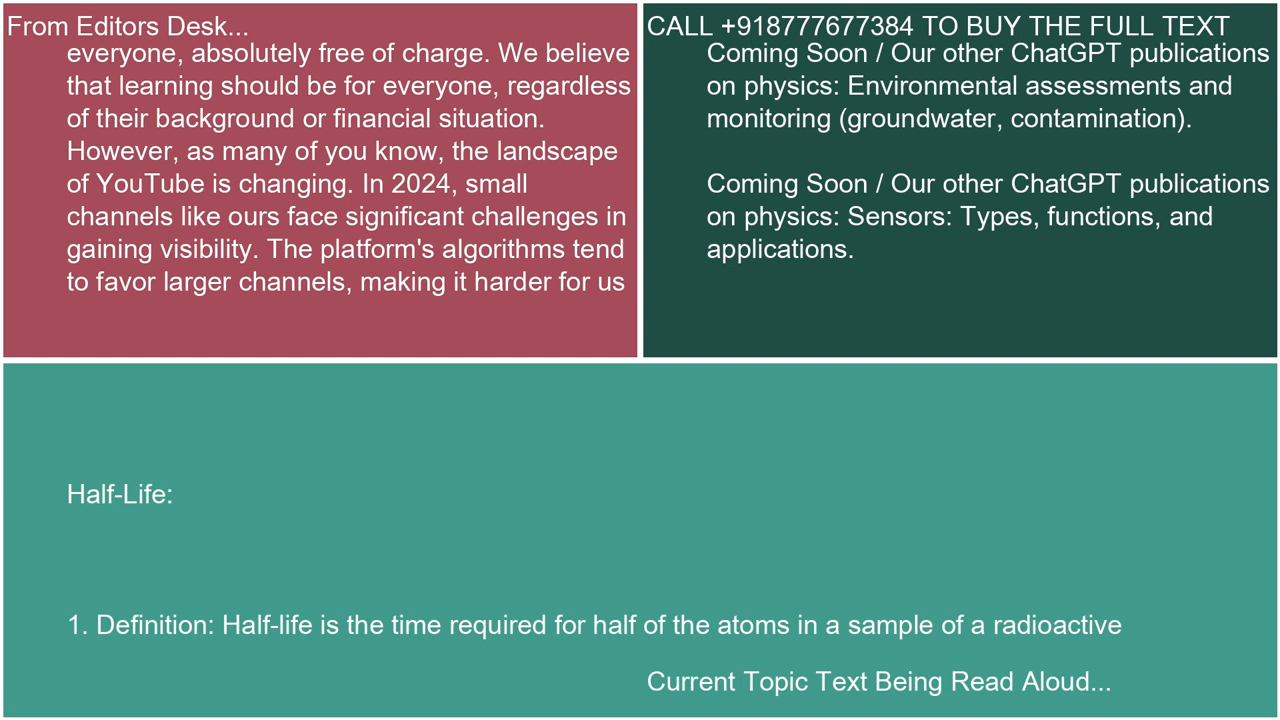 From Editors Desk...
everyone, absolutely free of charge. We believe
that learning should be for everyone, regardless
of their background or financial situation.
However, as many of you know, the landscape
of YouTube is changing. In 2024, small
channels like ours face significant challenges in
gaining visibility. The platform's algorithms tend
to favor larger channels, making it harder for us
CALL +918777677384 TO BUY THE FULL TEXT
Coming Soon / Our other ChatGPT publications
on physics: Environmental assessments and
monitoring (groundwater, contamination).
Coming Soon / Our other ChatGPT publications
on physics: Sensors: Types, functions, and
applications.
Half-Life:
1. Definition: Half-life is the time required for half of the atoms in a sample of a radioactive
Current Topic Text Being Read Aloud...